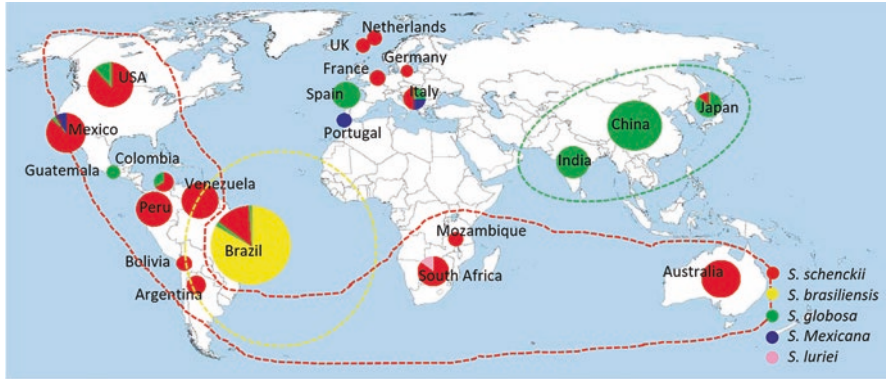 Netherlands
UK
Germany
France
USA
Spain
Italy
Japan
China
Mexico
Portugal
India
Guatemala
Colombia
Venezuela
Peru
Brazil
Mozambique
Bolivia
South Africa
Australia
Argentina
S. schenckii
S. brasiliensis
S. globosa
S. Mexicana
S. luriei